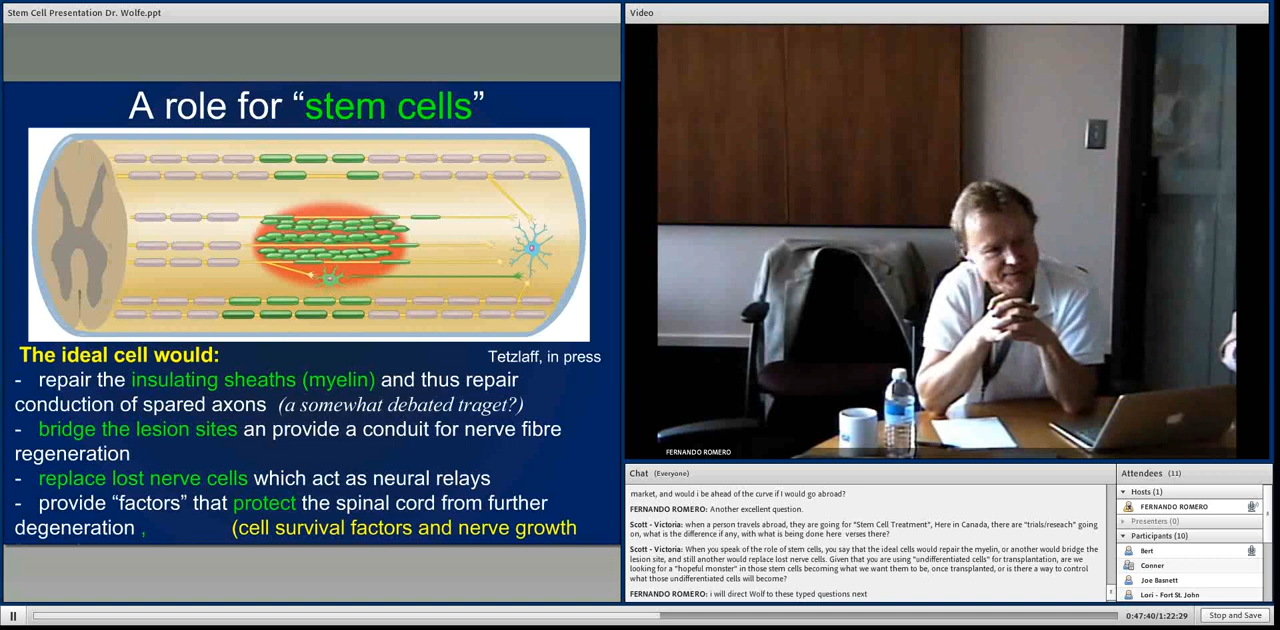 Stem Cell Presentation Dr. Wolfe.ppt
A role for “stem cells”
The ideal cell would:
Tetzlaff, in press
- repair the insulating sheaths (myelin) and thus repair
conduction of spared axons (a somewhat debated traget?)
- bridge the lesion sites an provide a conduit for nerve fibre
regeneration
- replace lost nerve cells which act as neural relays
- provide “factors” that protect the spinal cord from further
degeneration , (cell survival factors and nerve growth
Video
FERNANDO ROMERO
Chat (Everyone)
market, and would i be ahead of the curve if I would go abroad?
FERNANDO ROMERO: Another excellent question.
Scott - Victoria: when a person travels abroad, they are going for "Stem Cell Treatment", Here in Canada, there are "trials/reseach" going
on, what is the difference if any, with what is being done here verses there?
Scott - Victoria: When you speak of the role of stem cells, you say that the ideal cells would repair the myelin, or another would bridge the
lesion site, and still another would replace lost nerve cells. Given that you are using "undifferentiated cells" for transplantation, are we
looking for a "hopeful monster" in those stem cells becoming what we want them to be, once transplanted, or is there a way to control
what those undifferentiated cells will become?
FERNANDO ROMERO: i will direct Wolf to these typed questions next
Attendees (11)
Hosts (1)
FERNANDO ROMERO
Presenters (0)
Participants (10)
Bert
Conner
Joe Basnett
Lori - Fort St. John
0:47:40/1:22:29
Stop and Save